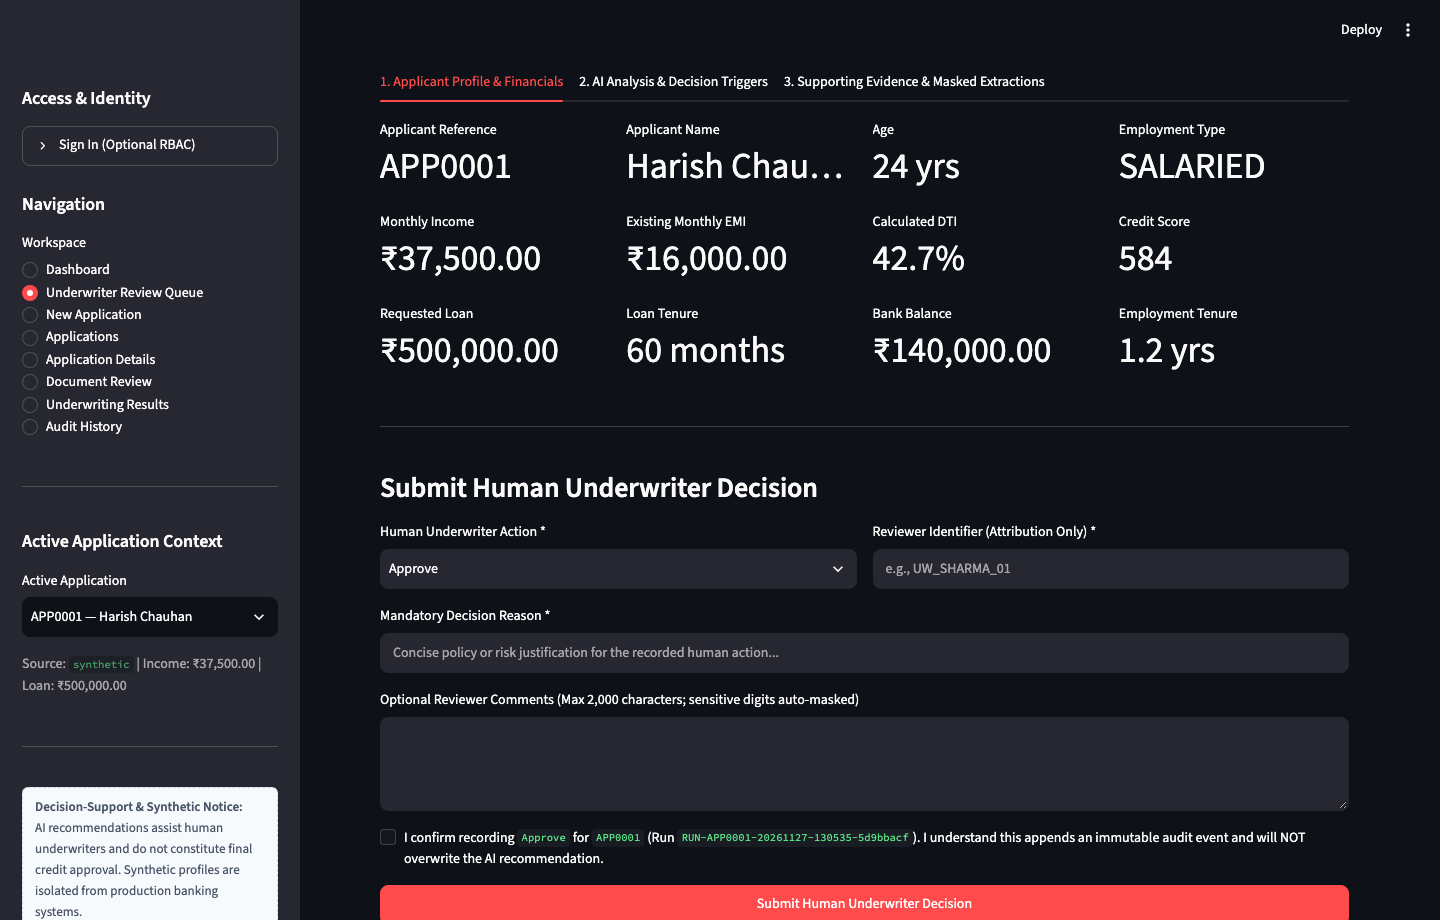 Deploy
Access & Identity
Sign In (Optional RBAC)
Navigation
Workspace
Dashboard
Underwriter Review Queue
New Application
Applications
Application Details
Document Review
Underwriting Results
Audit History
Active Application Context
Active Application
APP0001 — Harish Chauhan
Source: synthetic | Income: ₹37,500.00 |
Loan: ₹500,000.00
Decision-Support & Synthetic Notice:
AI recommendations assist human
underwriters and do not constitute final
credit approval. Synthetic profiles are
isolated from production banking
systems.
1. Applicant Profile & Financials
2. AI Analysis & Decision Triggers
3. Supporting Evidence & Masked Extractions
Applicant Reference
APP0001
Applicant Name
Harish Chau...
Age
24 yrs
Employment Type
SALARIED
Monthly Income
₹37,500.00
Existing Monthly EMI
₹16,000.00
Calculated DTI
42.7%
Credit Score
584
Requested Loan
₹500,000.00
Loan Tenure
60 months
Bank Balance
₹140,000.00
Employment Tenure
1.2 yrs
Submit Human Underwriter Decision
Human Underwriter Action *
Approve
Reviewer Identifier (Attribution Only) *
e.g., UW_SHARMA_01
Mandatory Decision Reason *
Concise policy or risk justification for the recorded human action...
Optional Reviewer Comments (Max 2,000 characters; sensitive digits auto-masked)
I confirm recording Approve for APP0001 (Run RUN-APP0001-20261127-130535-5d9bbacf ). I understand this appends an immutable audit event and will NOT
overwrite the AI recommendation.
Submit Human Underwriter Decision